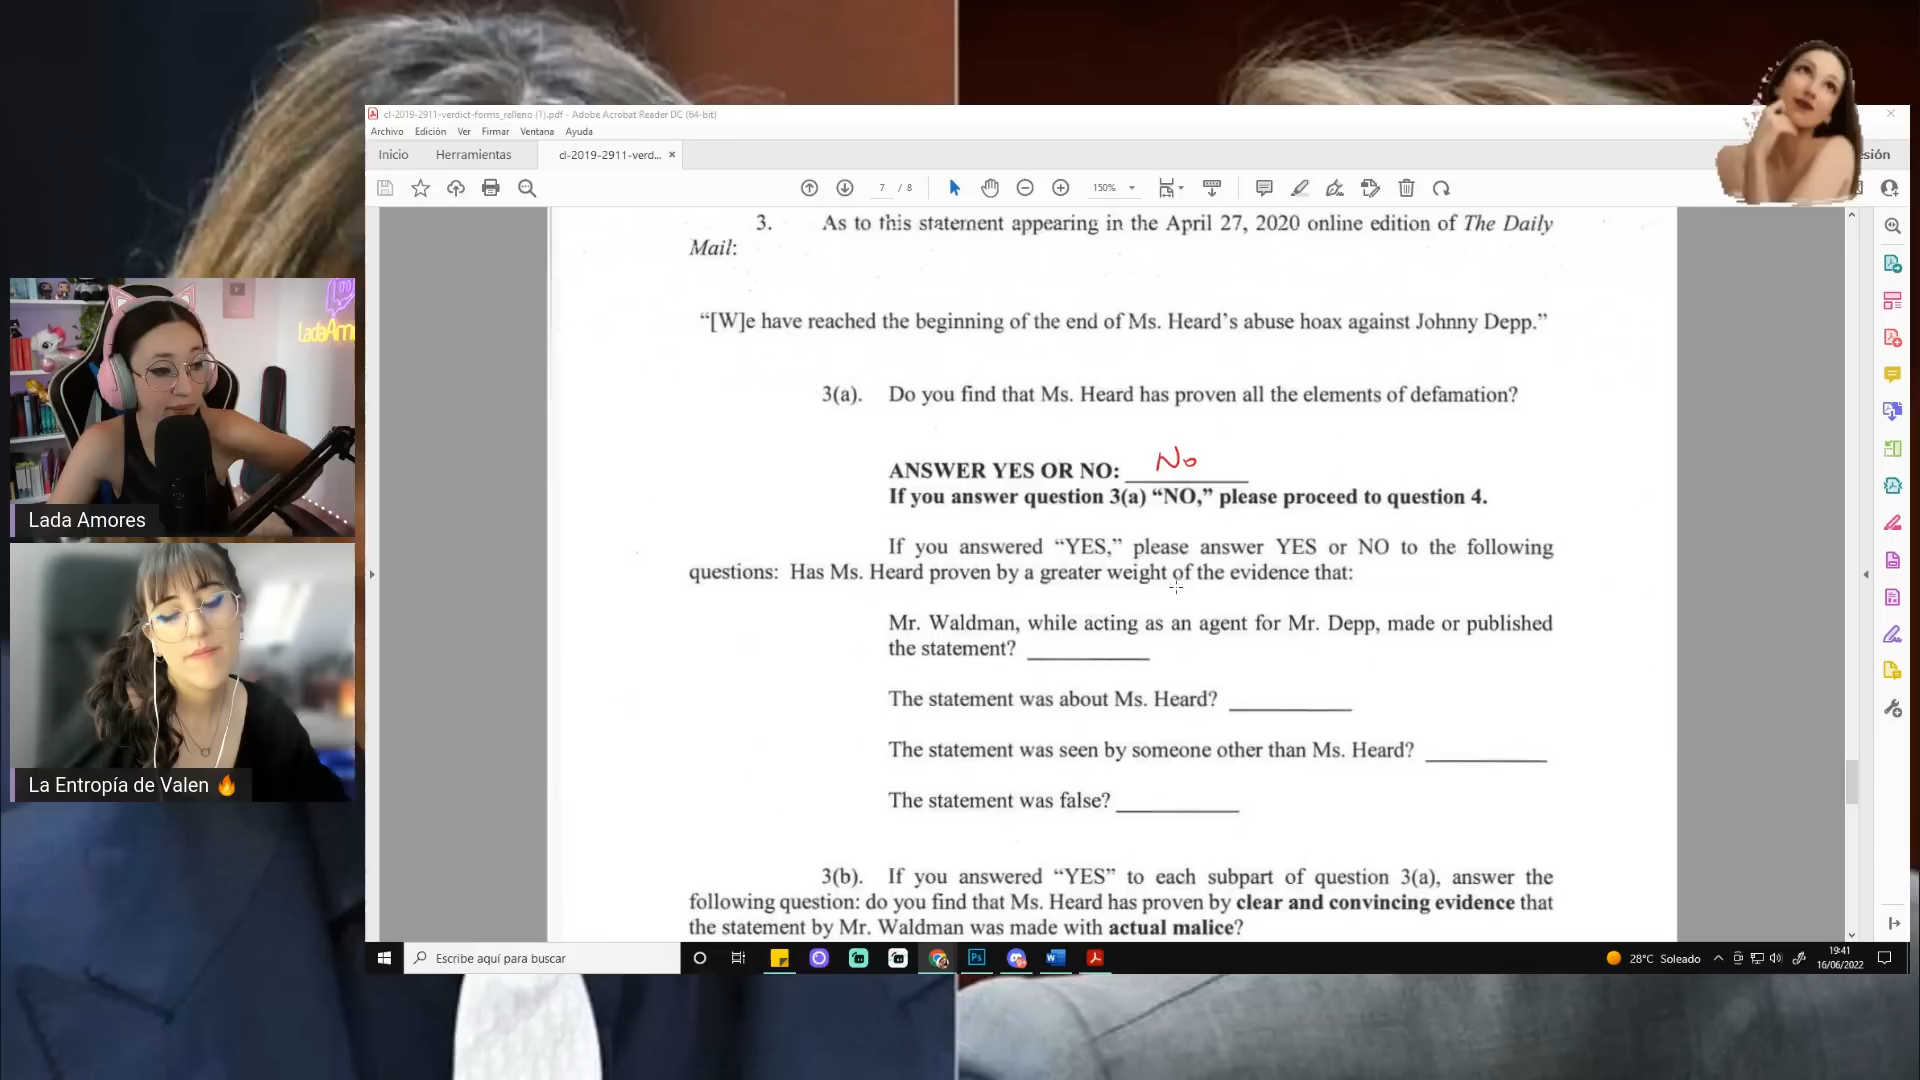 cl-2019-2911-verdict-forms_relleno (1).pdf - Adobe Acrobat Reader DC (64-bit)
Archivo Edición Ver Firmar Ventana Ayuda
Inicio Herramientas cl-2019-2911-verd... × esión
7 / 8 150%
3. As to this statement appearing in the April 27, 2020 online edition of The Daily
Mail:
“[W]e have reached the beginning of the end of Ms. Heard’s abuse hoax against Johnny Depp.”
3(a). Do you find that Ms. Heard has proven all the elements of defamation?
ANSWER YES OR NO: No
If you answer question 3(a) “NO,” please proceed to question 4.
If you answered “YES,” please answer YES or NO to the following
questions: Has Ms. Heard proven by a greater weight of the evidence that:
Mr. Waldman, while acting as an agent for Mr. Depp, made or published
the statement?
The statement was about Ms. Heard?
The statement was seen by someone other than Ms. Heard?
The statement was false?
3(b). If you answered “YES” to each subpart of question 3(a), answer the
following question: do you find that Ms. Heard has proven by clear and convincing evidence that
the statement by Mr. Waldman was made with actual malice?
LadaAm
Lada Amores
La Entropía de Valen 🔥
Escribe aquí para buscar
Ps
28°C Soleado
19:41
16/06/2022